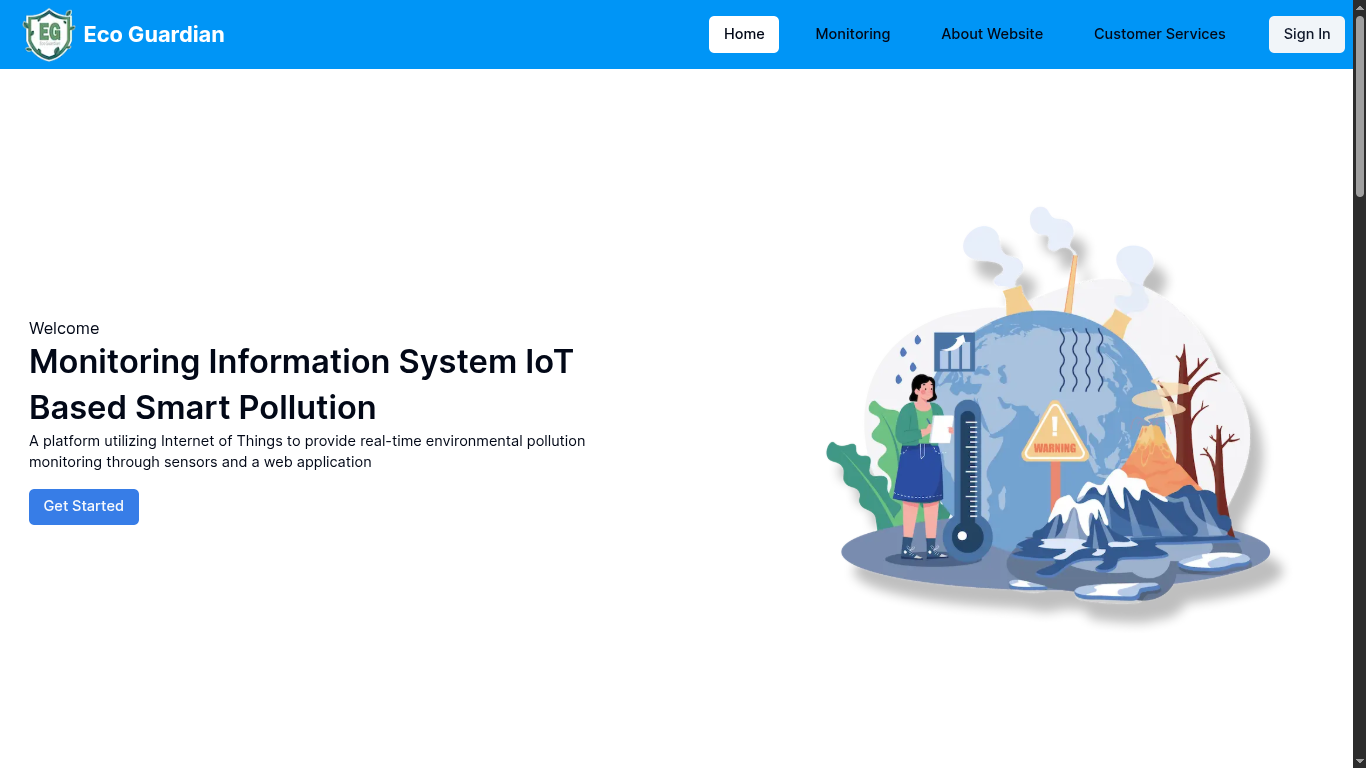 EG
Eco Guardian
Home
Monitoring
About Website
Customer Services
Sign In
Welcome
Monitoring Information System IoT
Based Smart Pollution
A platform utilizing Internet of Things to provide real-time environmental pollution
monitoring through sensors and a web application
Get Started
!
WARNING